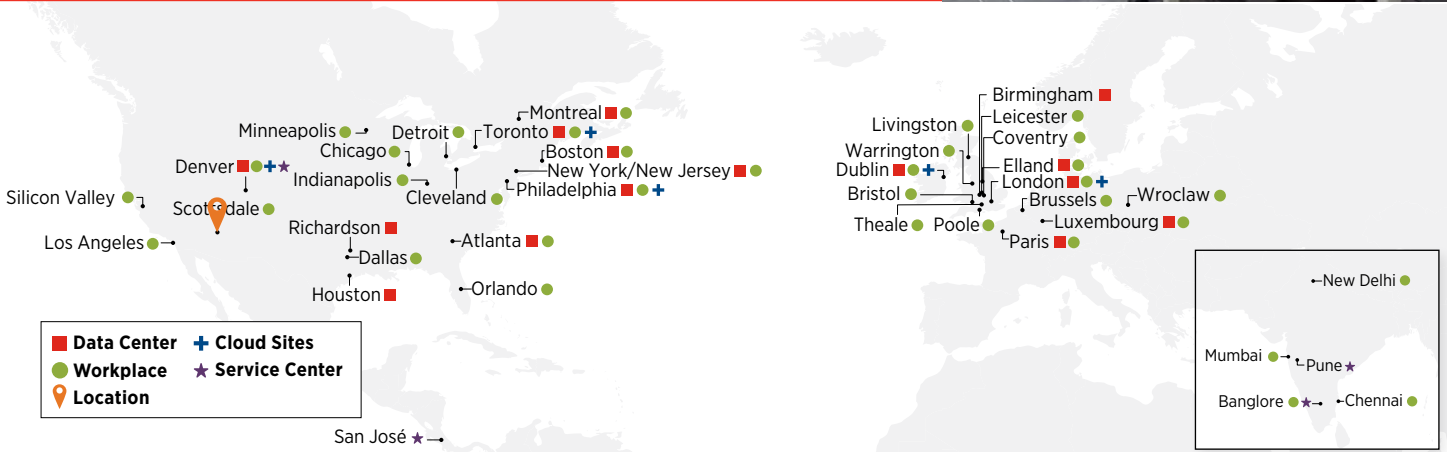 Montreal
Minneapolis
Detroit
Toronto
Chicago
Boston
Denver
New York/New Jersey
Indianapolis
Philadelphia
Silicon Valley
Cleveland
Scottsdale
Richardson
Los Angeles
Atlanta
Dallas
Houston
Orlando
Data Center
Cloud Sites
Workplace
Service Center
Location
San José
Birmingham
Leicester
Livingston
Coventry
Warrington
Elland
Dublin
London
Bristol
Brussels
Wroclaw
Theale
Poole
Luxembourg
Paris
New Delhi
Mumbai
Pune
Banglore
Chennai